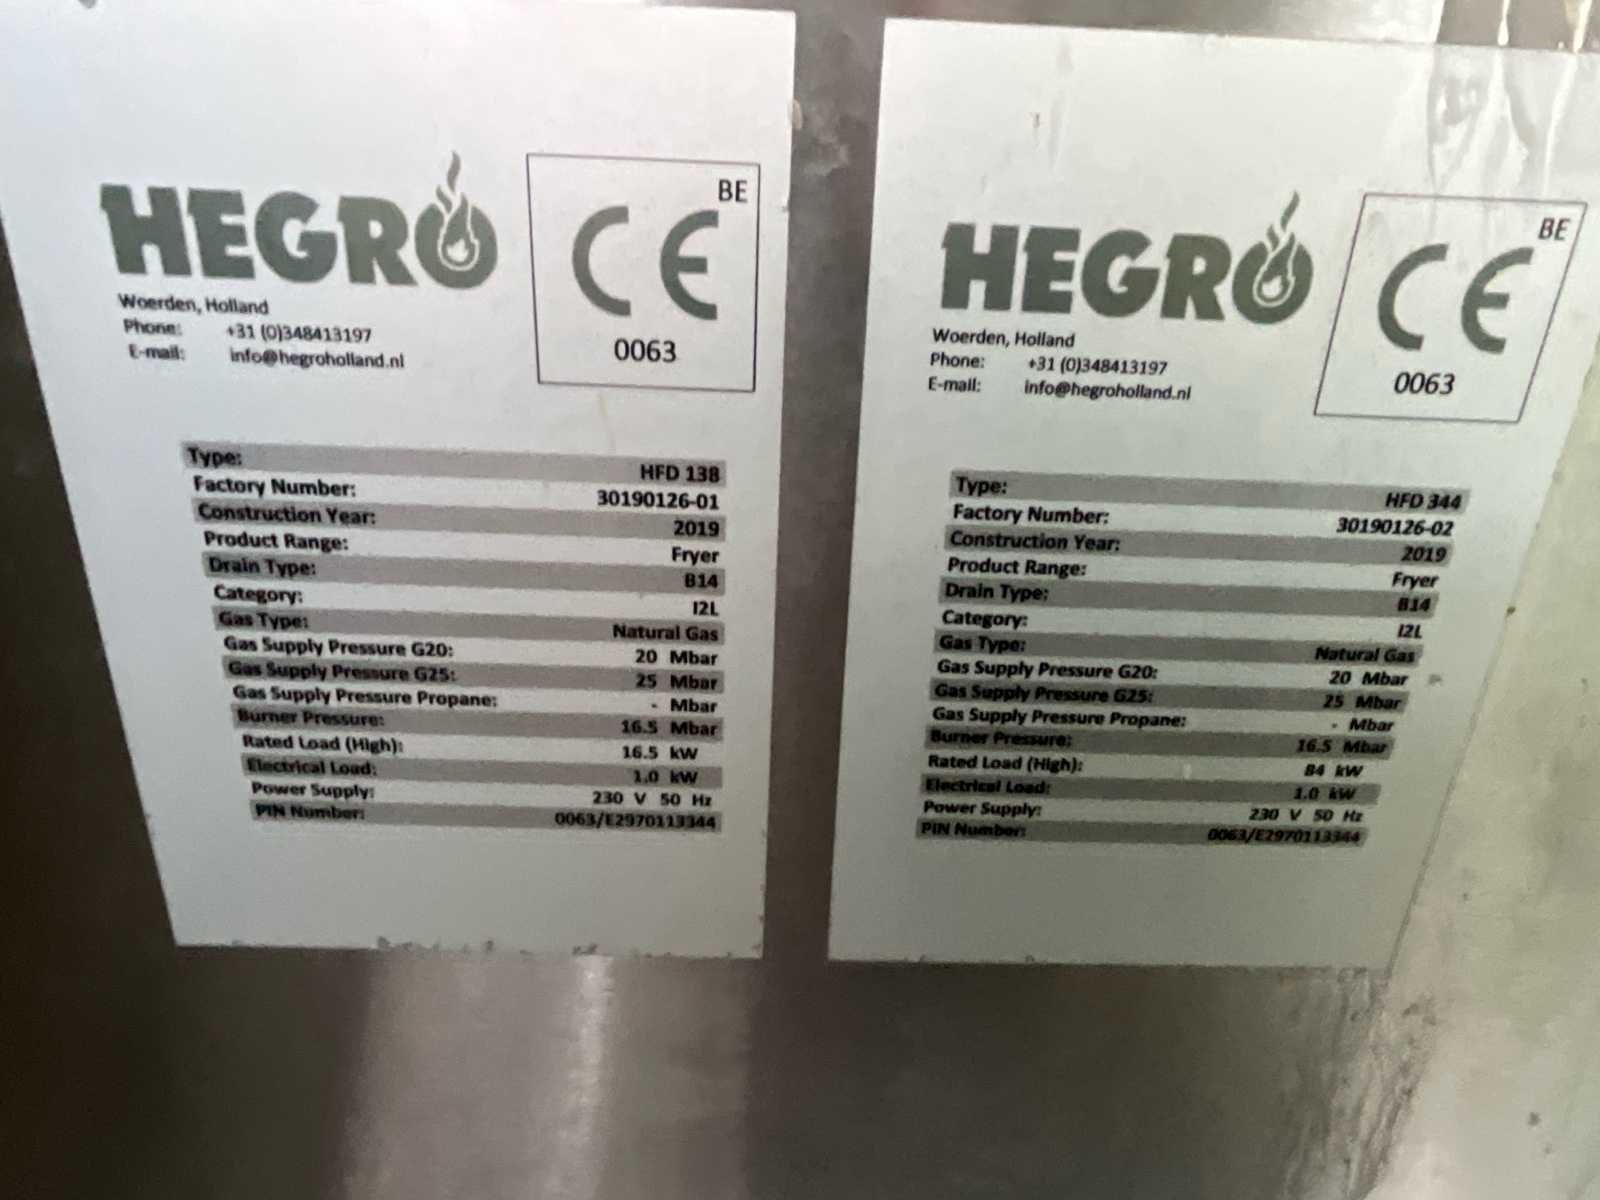 HEGRO
Woerden, Holland
Phone: +31 (0)348413197
E-mail: info@hegroholland.nl
BE
CE
0063
Type: HFD 138
Factory Number: 30190126-01
Construction Year: 2019
Product Range: Fryer
Drain Type: B14
Category: I2L
Gas Type: Natural Gas
Gas Supply Pressure G20: 20 Mbar
Gas Supply Pressure G25: 25 Mbar
Gas Supply Pressure Propane: - Mbar
Burner Pressure: 16.5 Mbar
Rated Load (High): 16.5 kW
Electrical Load: 1.0 kW
Power Supply: 230 V 50 Hz
PIN Number: 0063/E2970113344
HEGRO
Woerden, Holland
Phone: +31 (0)348413197
E-mail: info@hegroholland.nl
BE
CE
0063
Type: HFD 344
Factory Number: 30190126-02
Construction Year: 2019
Product Range: Fryer
Drain Type: B14
Category: I2L
Gas Type: Natural Gas
Gas Supply Pressure G20: 20 Mbar
Gas Supply Pressure G25: 25 Mbar
Gas Supply Pressure Propane: - Mbar
Burner Pressure: 16.5 Mbar
Rated Load (High): 84 kW
Electrical Load: 1.0 kW
Power Supply: 230 V 50 Hz
PIN Number: 0063/E2970113344